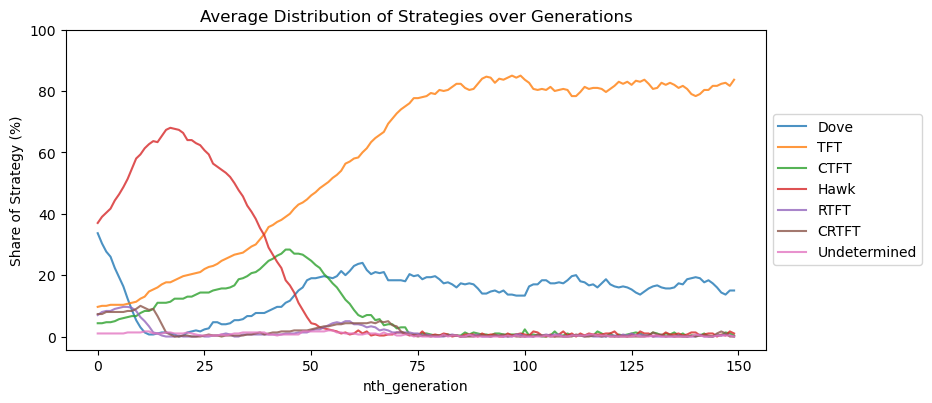 Average Distribution of Strategies over Generations
Share of Strategy (%)
100
80
60
40
20
0
0 25 50 75 100 125 150
nth_generation
Dove
TFT
CTFT
Hawk
RTFT
CRTFT
Undetermined